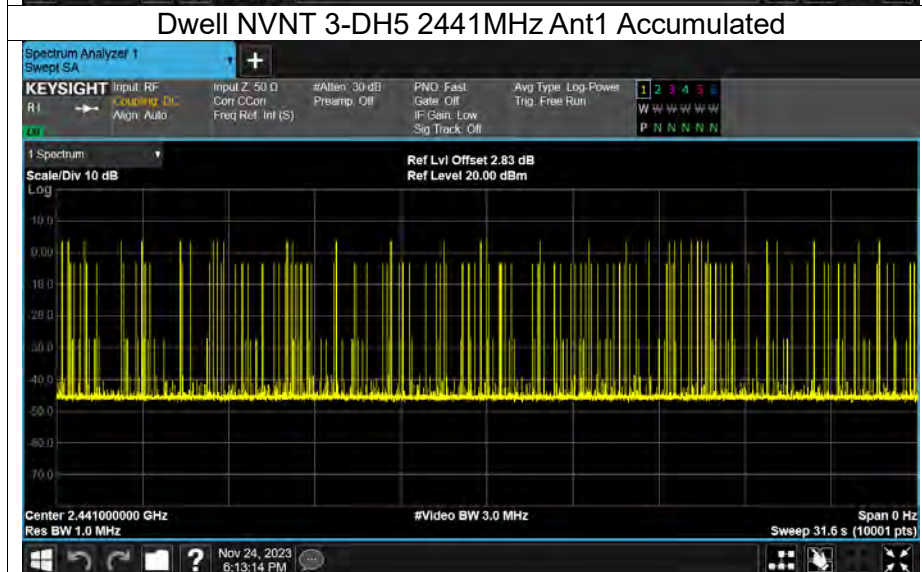 Dwell NVNT 3-DH5 2441MHz Ant1 Accumulated
Spectrum Analyzer 1
Swept SA
+
KEYSIGHT Input: RF Input Z: 50 Ω #Atten: 30 dB PNO: Fast Avg Type: Log-Power 1 2 3 4 5 6
Coupling: DC Corr CCorr Preamp: Off Gate: Off Trig: Free Run W W W W W W
Align: Auto Freq Ref: Int (S) IF Gain: Low
Sig Track: Off P N N N N N
1 Spectrum
Ref Lvl Offset 2.83 dB
Scale/Div 10 dB Ref Level 20.00 dBm
Log
10.0
0.00
-10.0
-20.0
-30.0
-40.0
-50.0
-60.0
-70.0
Center 2.441000000 GHz #Video BW 3.0 MHz Span 0 Hz
Res BW 1.0 MHz Sweep 31.6 s (10001 pts)
? Nov 24, 2023
6:13:14 PM